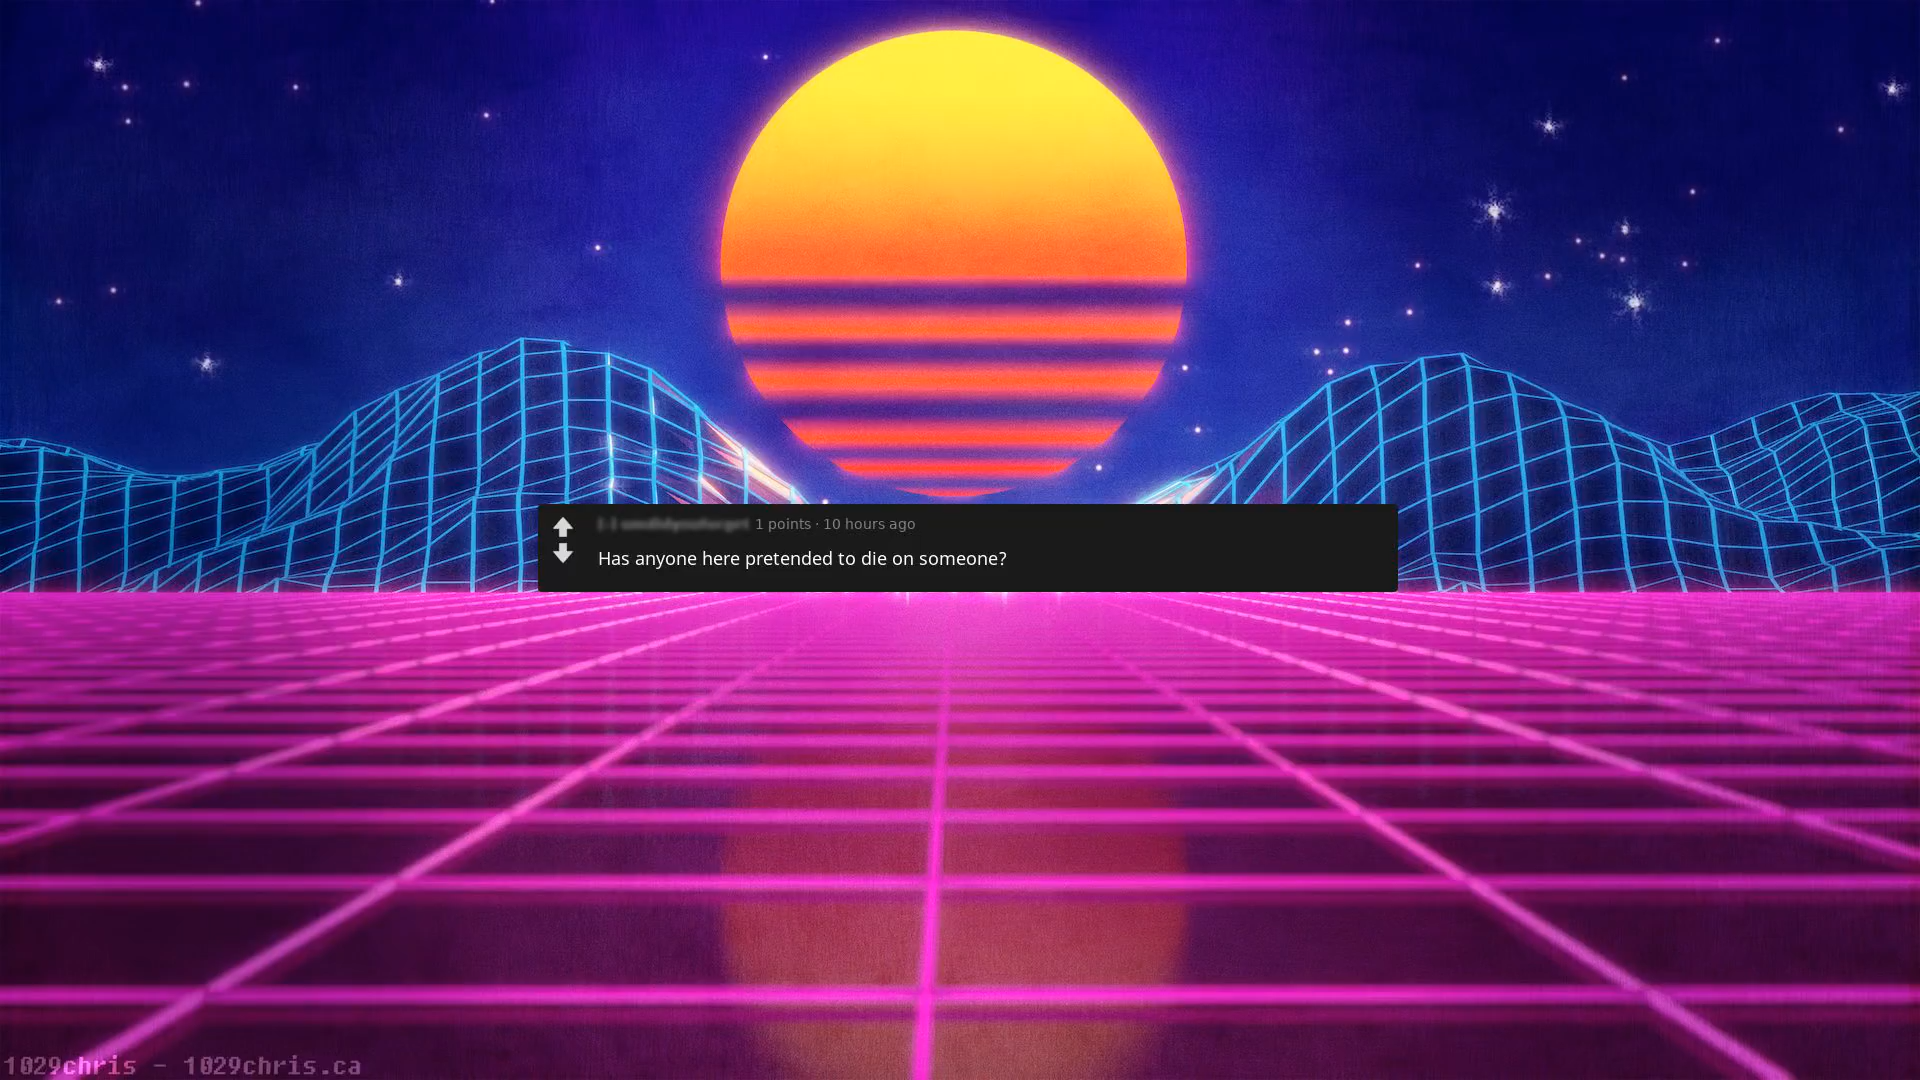 1 points · 10 hours ago
Has anyone here pretended to die on someone?
1029chris - 1029chris.ca